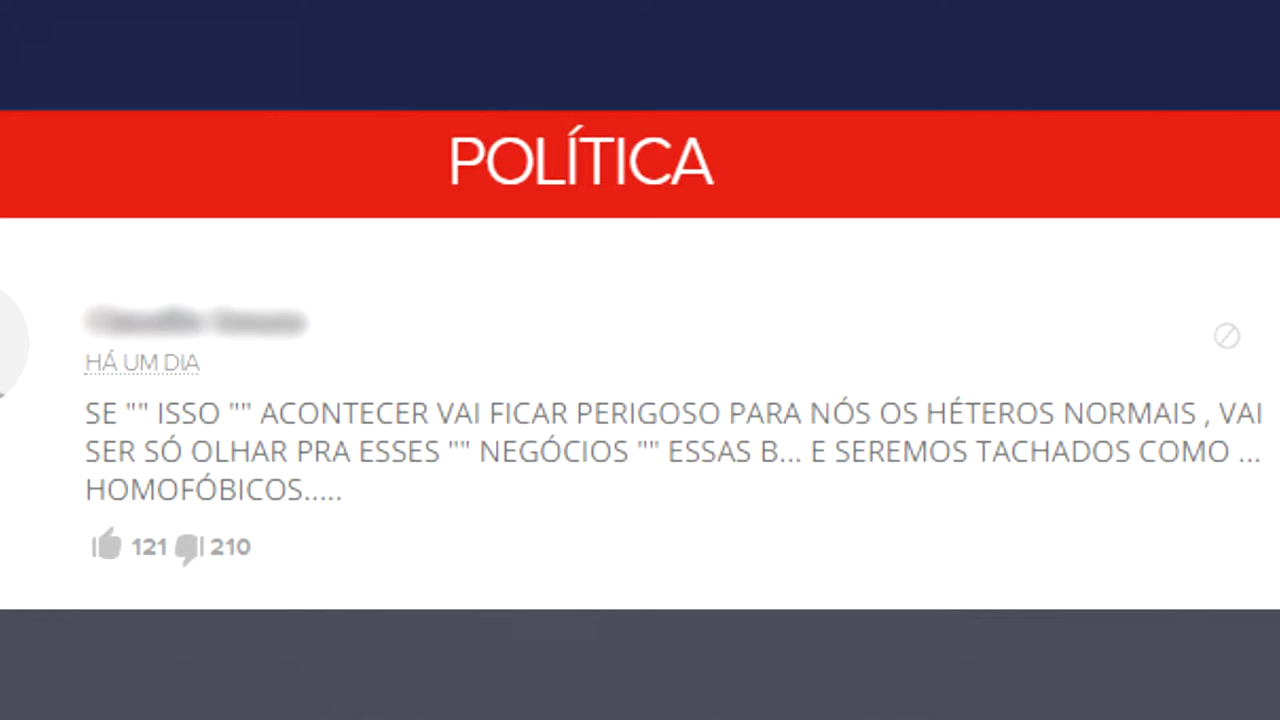 POLÍTICA
HÁ UM DIA
SE "" ISSO "" ACONTECER VAI FICAR PERIGOSO PARA NÓS OS HÉTEROS NORMAIS , VAI
SER SÓ OLHAR PRA ESSES "" NEGÓCIOS "" ESSAS B... E SEREMOS TACHADOS COMO ...
HOMOFÓBICOS.....
121 210